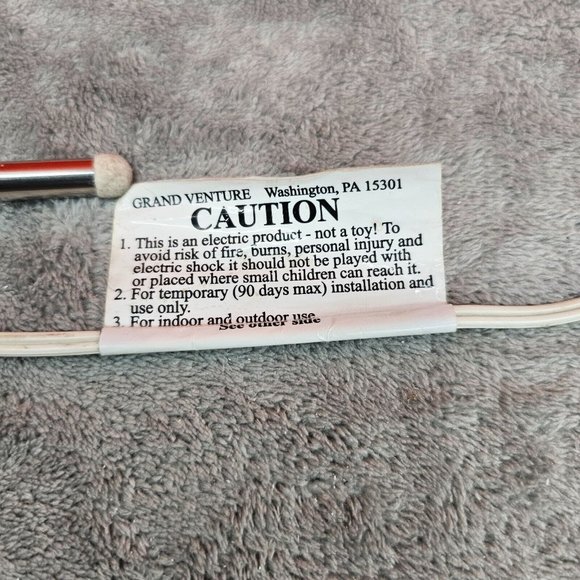 GRAND VENTURE Washington, PA 15301
CAUTION
1. This is an electric product - not a toy! To
avoid risk of fire, burns, personal injury and
electric shock it should not be played with
or placed where small children can reach it.
2. For temporary (90 days max) installation and
use only.
3. For indoor and outdoor use
See other side